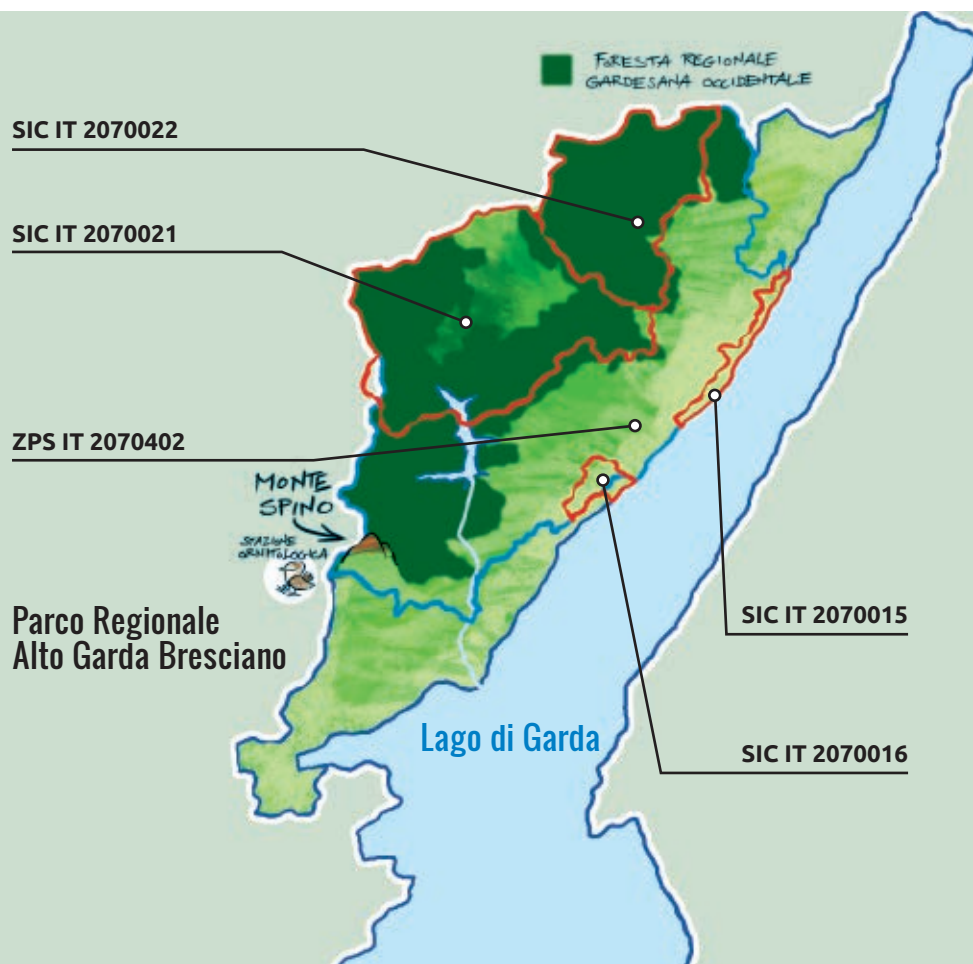 FORESTA REGIONALE
GARDESANA OCCIDENTALE
SIC IT 2070022
SIC IT 2070021
ZPS IT 2070402
MONTE
SPINO
STAZIONE
ORNITOLOGICA
Parco Regionale
Alto Garda Bresciano
SIC IT 2070015
Lago di Garda
SIC IT 2070016